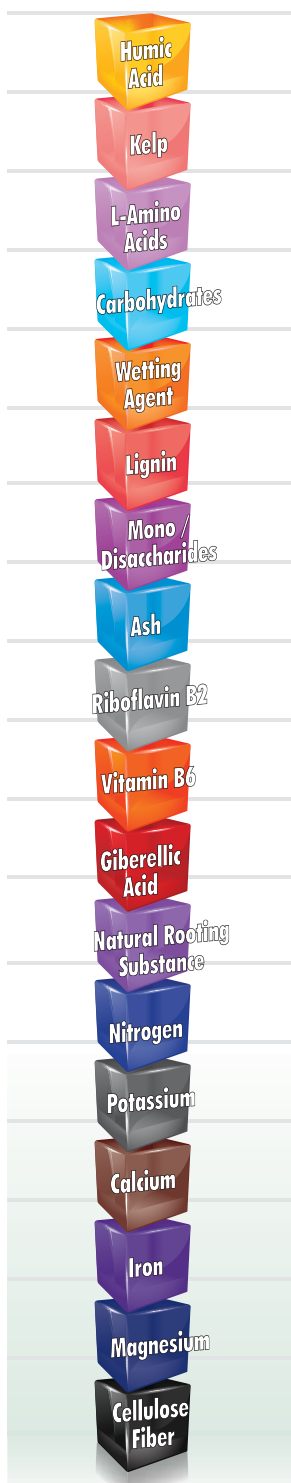 Humic
Acid
Kelp
L-Amino
Acids
Carbohydrates
Wetting
Agent
Lignin
Mono /
Disaccharides
Ash
Riboflavin B2
Vitamin B6
Giberellic
Acid
Natural Rooting
Substance
Nitrogen
Potassium
Calcium
Iron
Magnesium
Cellulose
Fiber